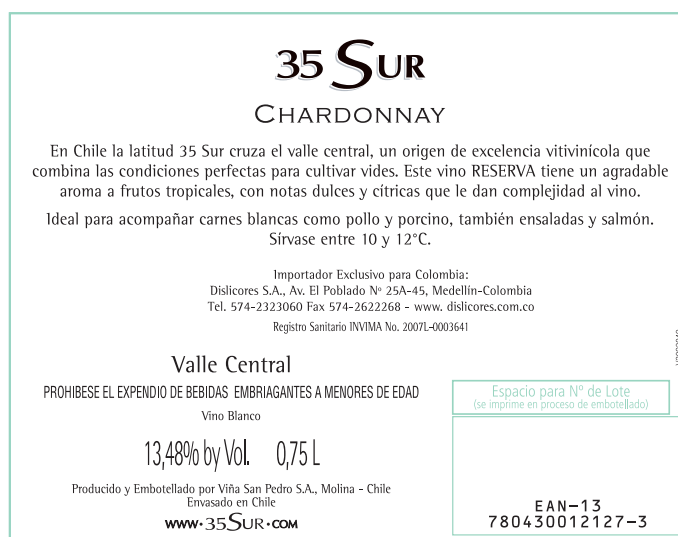 35 SUR
CHARDONNAY
En Chile la latitud 35 Sur cruza el valle central, un origen de excelencia vitivinícola que
combina las condiciones perfectas para cultivar vides. Este vino RESERVA tiene un agradable
aroma a frutos tropicales, con notas dulces y cítricas que le dan complejidad al vino.
Ideal para acompañar carnes blancas como pollo y porcino, también ensaladas y salmón.
Sírvase entre 10 y 12°C.
Importador Exclusivo para Colombia:
Dislicores S.A., Av. El Poblado Nº 25A-45, Medellín-Colombia
Tel. 574-2323060 Fax 574-2622268 - www. dislicores.com.co
Registro Sanitario INVIMA No. 2007L-0003641
Valle Central
PROHIBESE EL EXPENDIO DE BEBIDAS EMBRIAGANTES A MENORES DE EDAD
Vino Blanco
13,48% by Vol. 0,75 L
Producido y Embotellado por Viña San Pedro S.A., Molina - Chile
Envasado en Chile
www·35SUR·COM
Espacio para Nº de Lote
(se imprime en proceso de embotellado)
EAN-13
780430012127-3